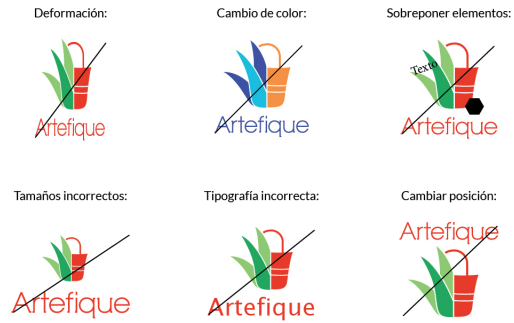 Deformación:
Artefique
Cambio de color:
Artefique
Sobreponer elementos:
Texto
Artefique
Tamaños incorrectos:
Artefique
Tipografía incorrecta:
Artefique
Cambiar posición:
Artefique